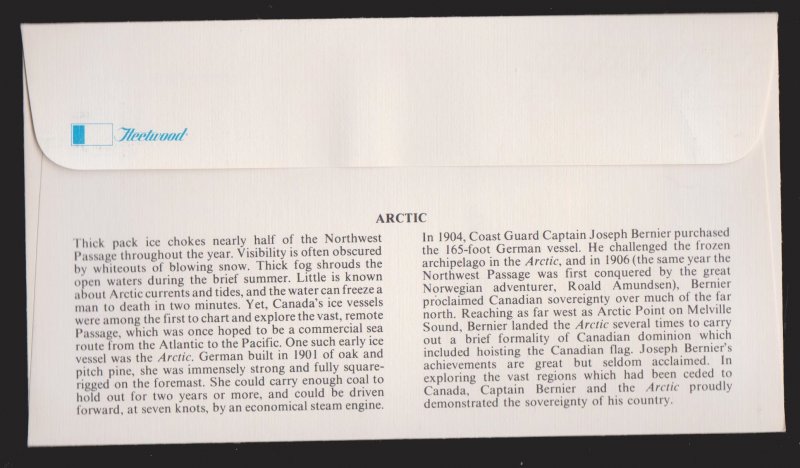 Fleetwood
ARCTIC
Thick pack ice chokes nearly half of the Northwest
Passage throughout the year. Visibility is often obscured
by whiteouts of blowing snow. Thick fog shrouds the
open waters during the brief summer. Little is known
about Arctic currents and tides, and the water can freeze a
man to death in two minutes. Yet, Canada's ice vessels
were among the first to chart and explore the vast, remote
Passage, which was once hoped to be a commercial sea
route from the Atlantic to the Pacific. One such early ice
vessel was the Arctic. German built in 1901 of oak and
pitch pine, she was immensely strong and fully square-
rigged on the foremast. She could carry enough coal to
hold out for two years or more, and could be driven
forward, at seven knots, by an economical steam engine.
In 1904, Coast Guard Captain Joseph Bernier purchased
the 165-foot German vessel. He challenged the frozen
archipelago in the Arctic, and in 1906 (the same year the
Northwest Passage was first conquered by the great
Norwegian adventurer, Roald Amundsen), Bernier
proclaimed Canadian sovereignty over much of the far
north. Reaching as far west as Arctic Point on Melville
Sound, Bernier landed the Arctic several times to carry
out a brief formality of Canadian dominion which
included hoisting the Canadian flag. Joseph Bernier's
achievements are great but seldom acclaimed. In
exploring the vast regions which had been ceded to
Canada, Captain Bernier and the Arctic proudly
demonstrated the sovereignty of his country.